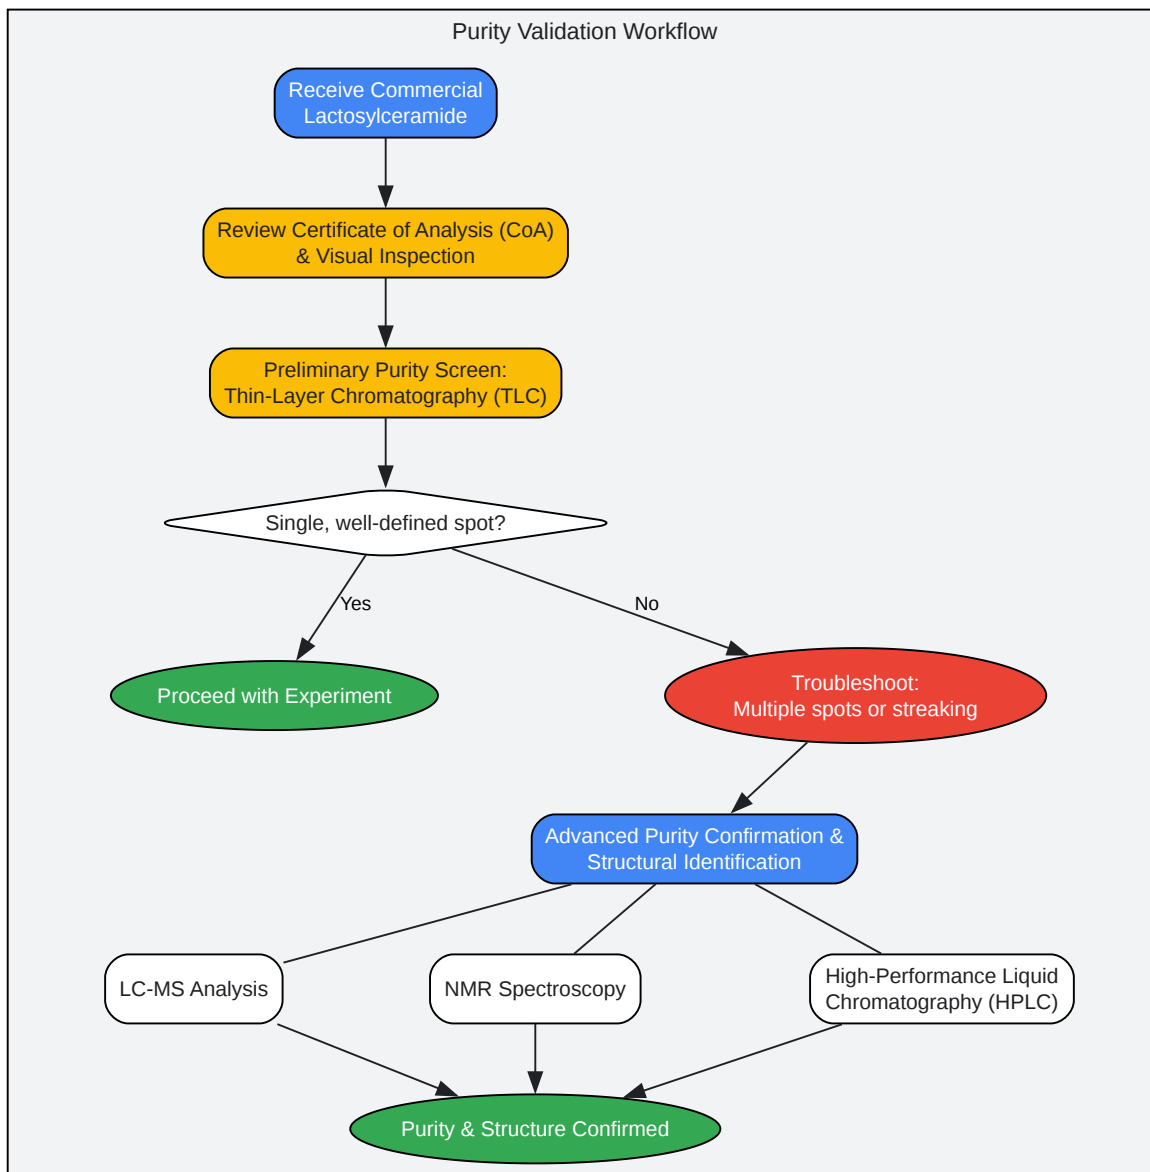 Purity Validation Workflow
Receive Commercial
Lactosylceramide
Review Certificate of Analysis (CoA)
& Visual Inspection
Preliminary Purity Screen:
Thin-Layer Chromatography (TLC)
Single, well-defined spot?
Yes
No
Proceed with Experiment
Troubleshoot:
Multiple spots or streaking
Advanced Purity Confirmation &
Structural Identification
LC-MS Analysis
NMR Spectroscopy
High-Performance Liquid
Chromatography (HPLC)
Purity & Structure Confirmed